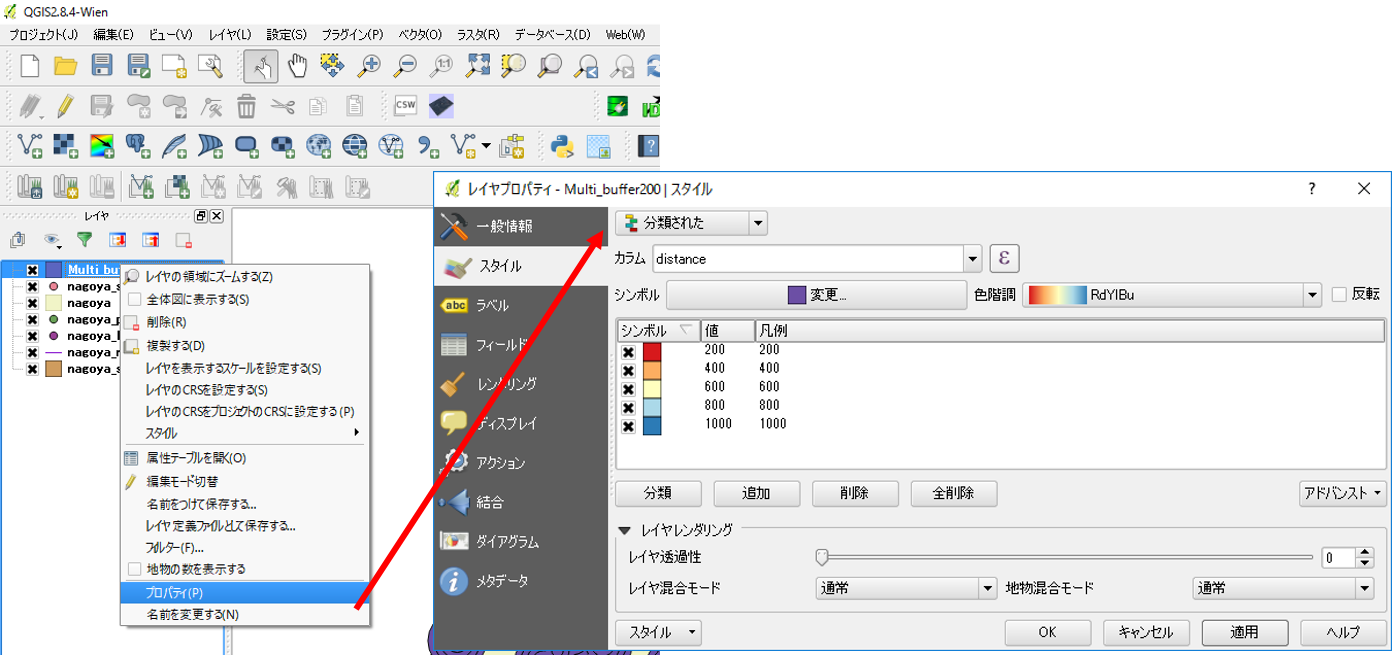 QGIS2.8.4-Wien
プロジェクト(J) 編集(E) ビュー(V) レイヤ(L) 設定(S) プラグイン(P) ベクタ(O) ラスタ(R) データベース(D) Web(W)
1:1
CSW
レイヤ
Multi bu
nagoya_s
nagoya
nagoya_p
nagoya_
nagoya_r
nagoya_s
レイヤの領域にズームする(Z)
全体図に表示する(S)
削除(R)
複製する(D)
レイヤを表示するスケールを設定する(S)
レイヤのCRSを設定する(S)
レイヤのCRSをプロジェクトのCRSに設定する(P)
スタイル
属性テーブルを開く(O)
編集モード切替
名前をつけて保存する...
レイヤ定義ファイルとして保存する...
フィルター(F)...
地物の数を表示する
プロパティ(P)
名前を変更する(N)
レイヤプロパティ - Multi_buffer200 | スタイル
?
一般情報
スタイル
abc ラベル
フィールド
レンダリング
ディスプレイ
アクション
結合
ダイアグラム
メタデータ
分類された
カラム distance ε
シンボル 変更... 色階調 RdYlBu 反転
シンボル 値 凡例
200 200
400 400
600 600
800 800
1000 1000
分類 追加 削除 全削除 アドバンスト
レイヤレンダリング
レイヤ透過性 0
レイヤ混合モード 通常 地物混合モード 通常
スタイル OK キャンセル 適用 ヘルプ